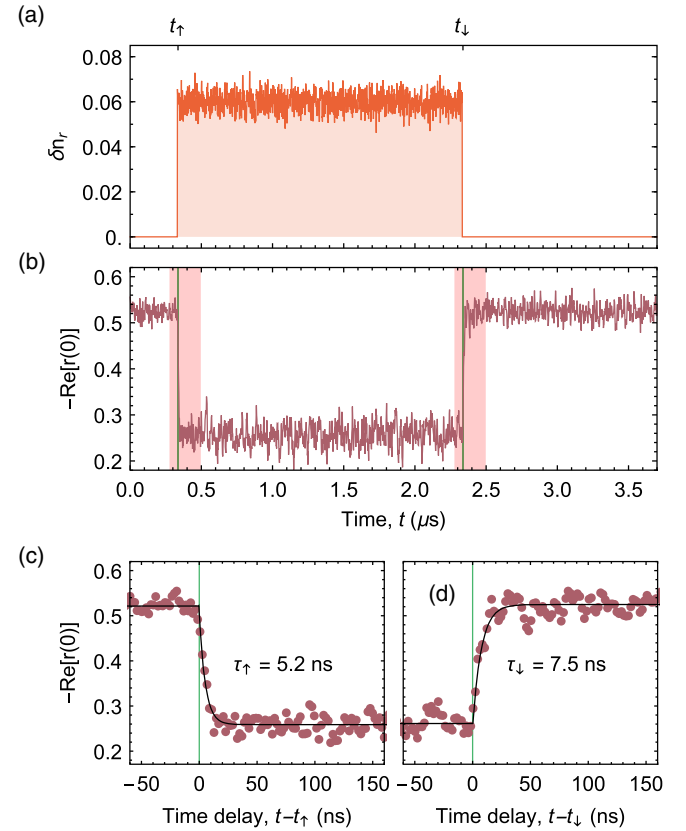 (a)
t↑
t↓
0.08
0.06
0.04
0.02
0.
δnr
(b)
0.6
0.5
0.4
0.3
0.2
−Re[r(0)]
0.0 0.5 1.0 1.5 2.0 2.5 3.0 3.5
Time, t (μs)
(c)
(d)
0.6
0.5
0.4
0.3
0.2
−Re[r(0)]
τ↑ = 5.2 ns
τ↓ = 7.5 ns
−50 0 50 100 150
−50 0 50 100 150
Time delay, t−t↑ (ns)
Time delay, t−t↓ (ns)